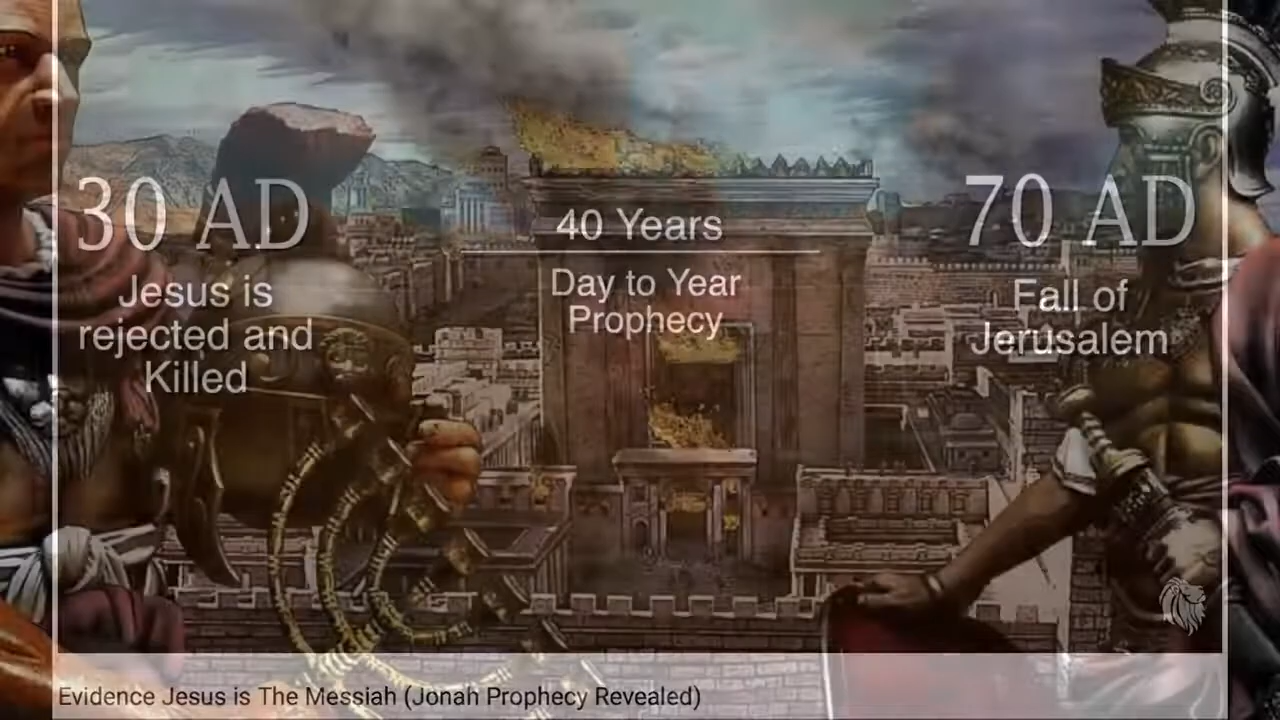 30 AD
Jesus is
rejected and
Killed
40 Years
Day to Year
Prophecy
70 AD
Fall of
Jerusalem
Evidence Jesus is The Messiah (Jonah Prophecy Revealed)